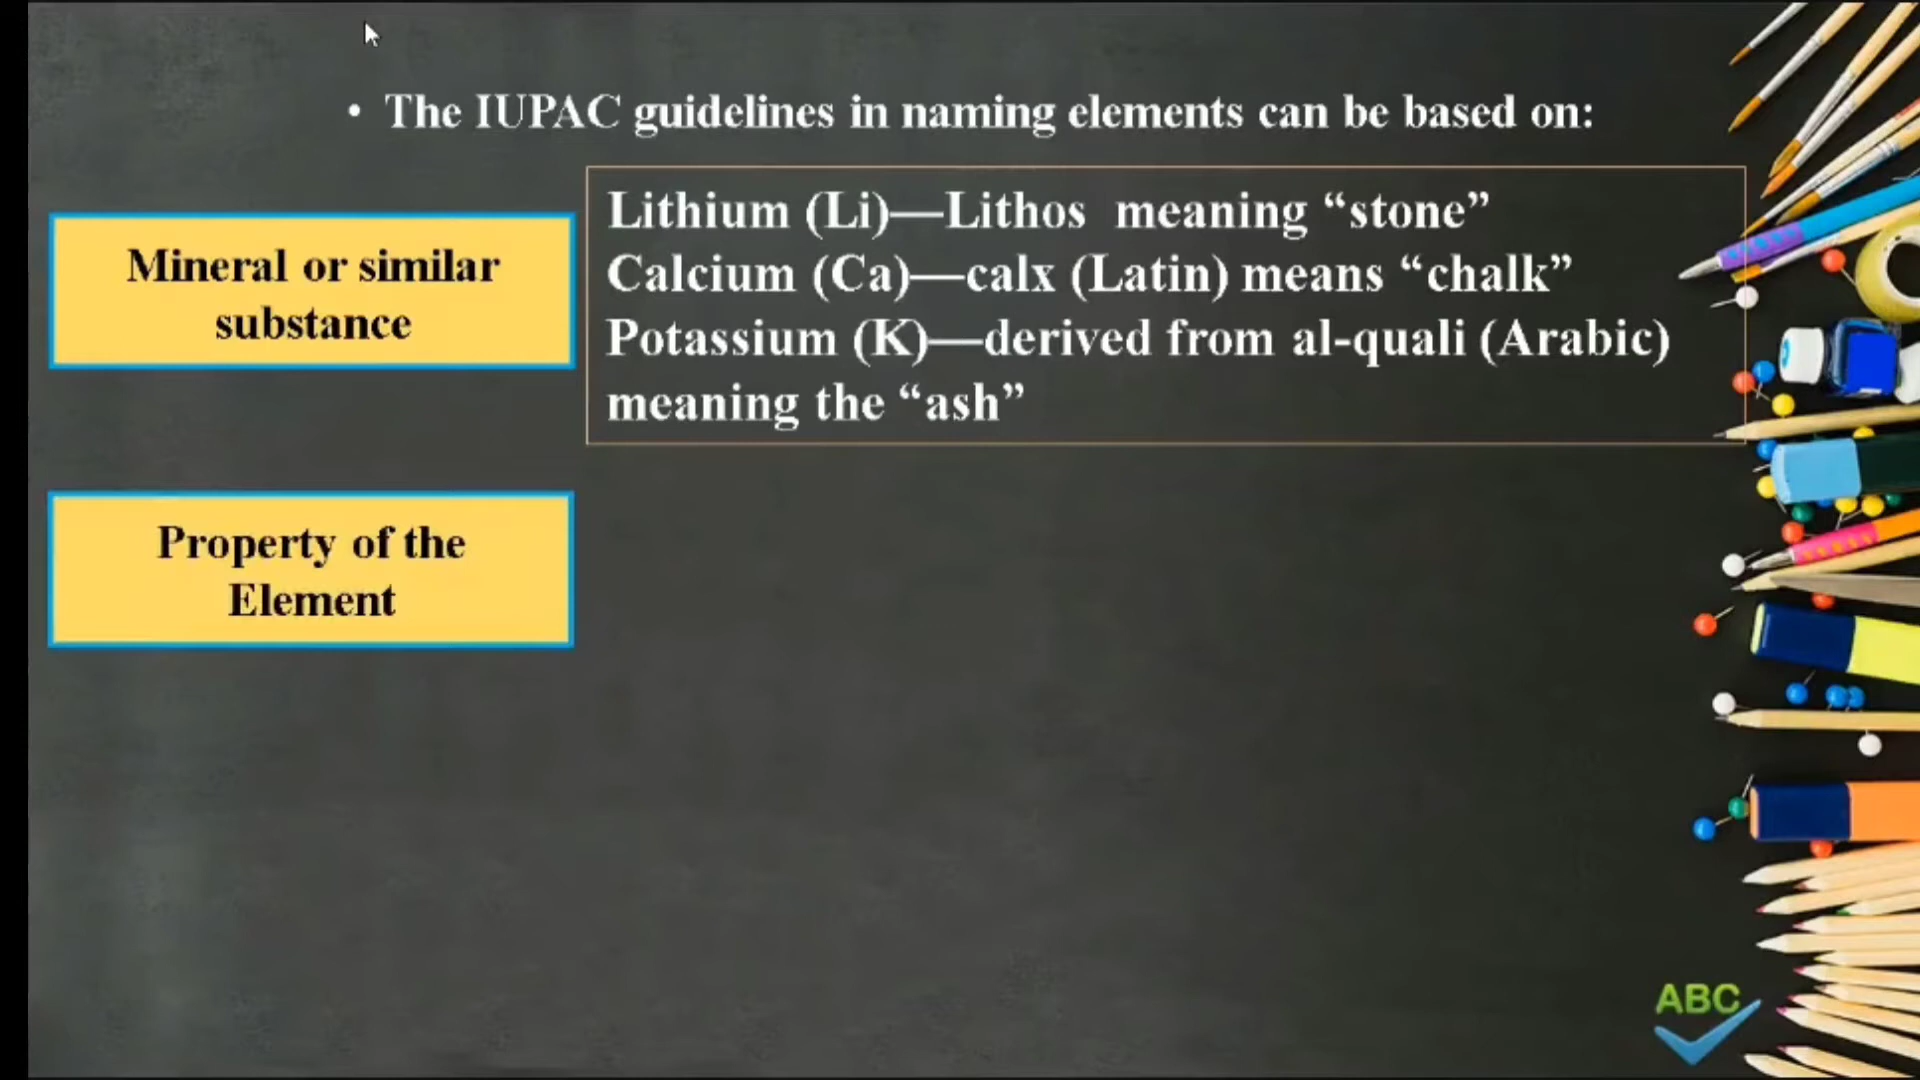 • The IUPAC guidelines in naming elements can be based on:
Mineral or similar
substance
Lithium (Li)—Lithos meaning “stone”
Calcium (Ca)—calx (Latin) means “chalk”
Potassium (K)—derived from al-quali (Arabic)
meaning the “ash”
Property of the
Element
ABC